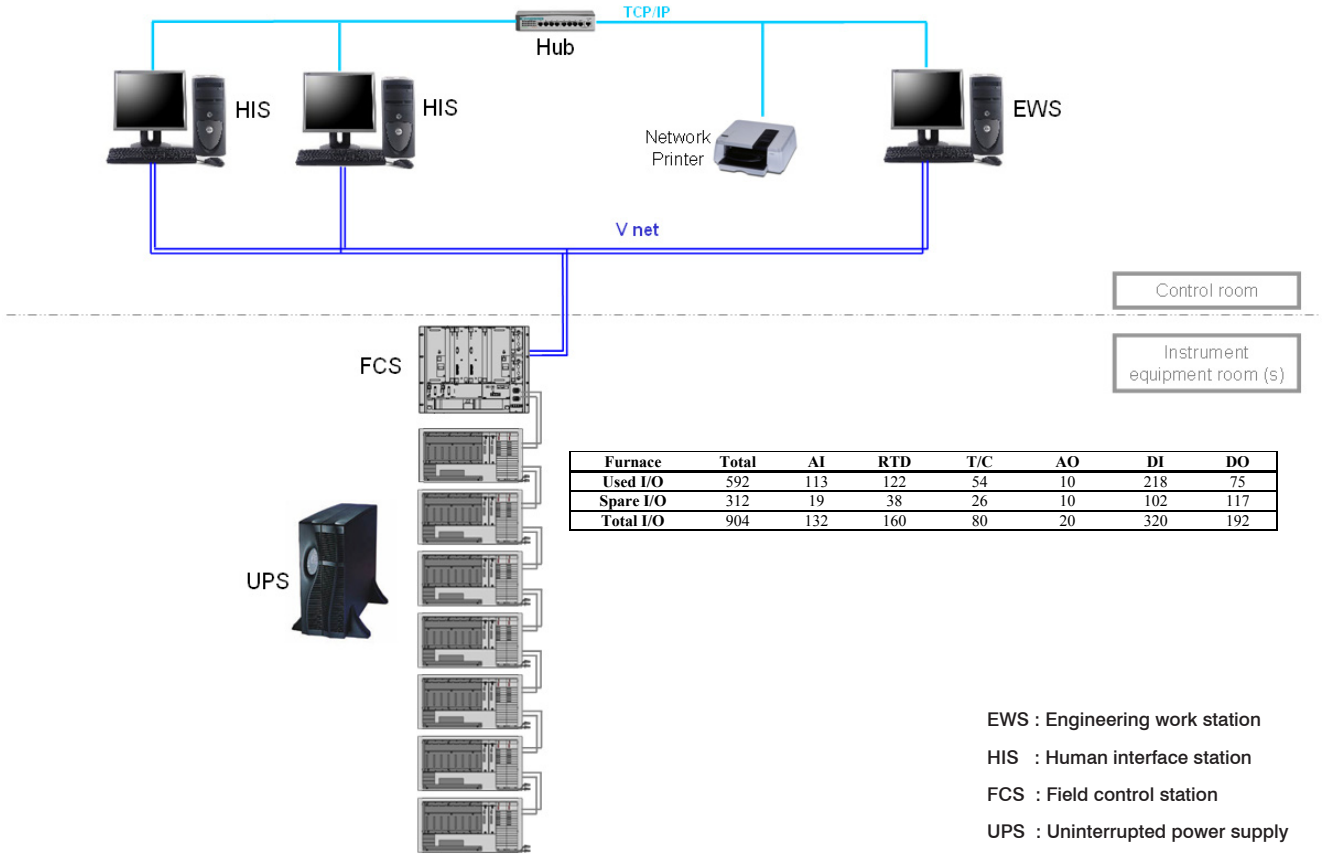 TCP/IP
Hub
HIS
HIS
EWS
Network
Printer
V net
Control room
FCS
Instrument
equipment room (s)
Furnace Total AI RTD T/C AO DI DO
Used I/O 592 113 122 54 10 218 75
Spare I/O 312 19 38 26 10 102 117
Total I/O 904 132 160 80 20 320 192
UPS
EWS : Engineering work station
HIS : Human interface station
FCS : Field control station
UPS : Uninterrupted power supply